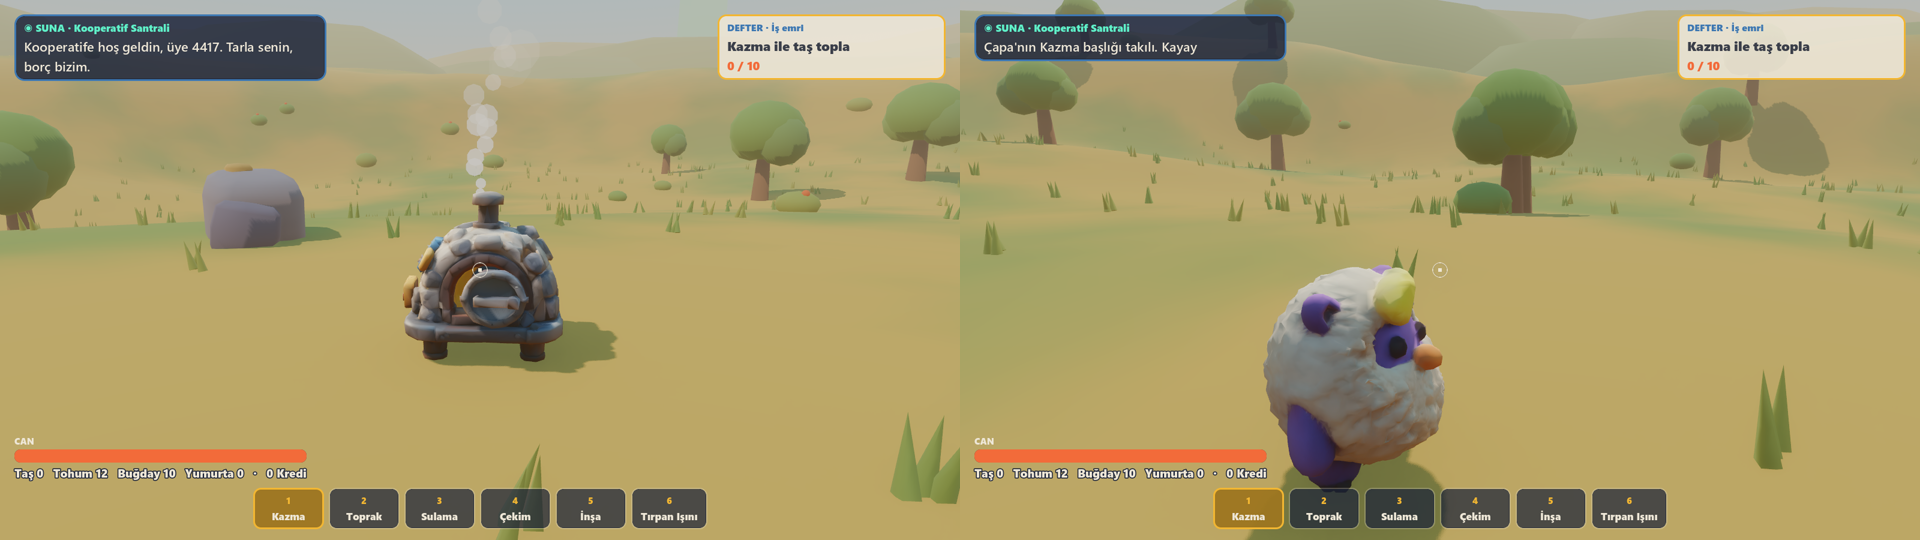 SUNA · Kooperatif Santrali
Kooperatife hoş geldin, üye 4417. Tarla senin,
borç bizim.
DEFTER · İş emri
Kazma ile taş topla
0 / 10
CAN
Taş 0 Tohum 12 Buğday 10 Yumurta 0 · 0 Kredi
1 Kazma
2 Toprak
3 Sulama
4 Çekim
5 İnşa
6 Tırpan Işını
SUNA · Kooperatif Santrali
Çapa'nın Kazma başlığı takılı. Kayay
DEFTER · İş emri
Kazma ile taş topla
0 / 10
CAN
Taş 0 Tohum 12 Buğday 10 Yumurta 0 · 0 Kredi
1 Kazma
2 Toprak
3 Sulama
4 Çekim
5 İnşa
6 Tırpan Işını